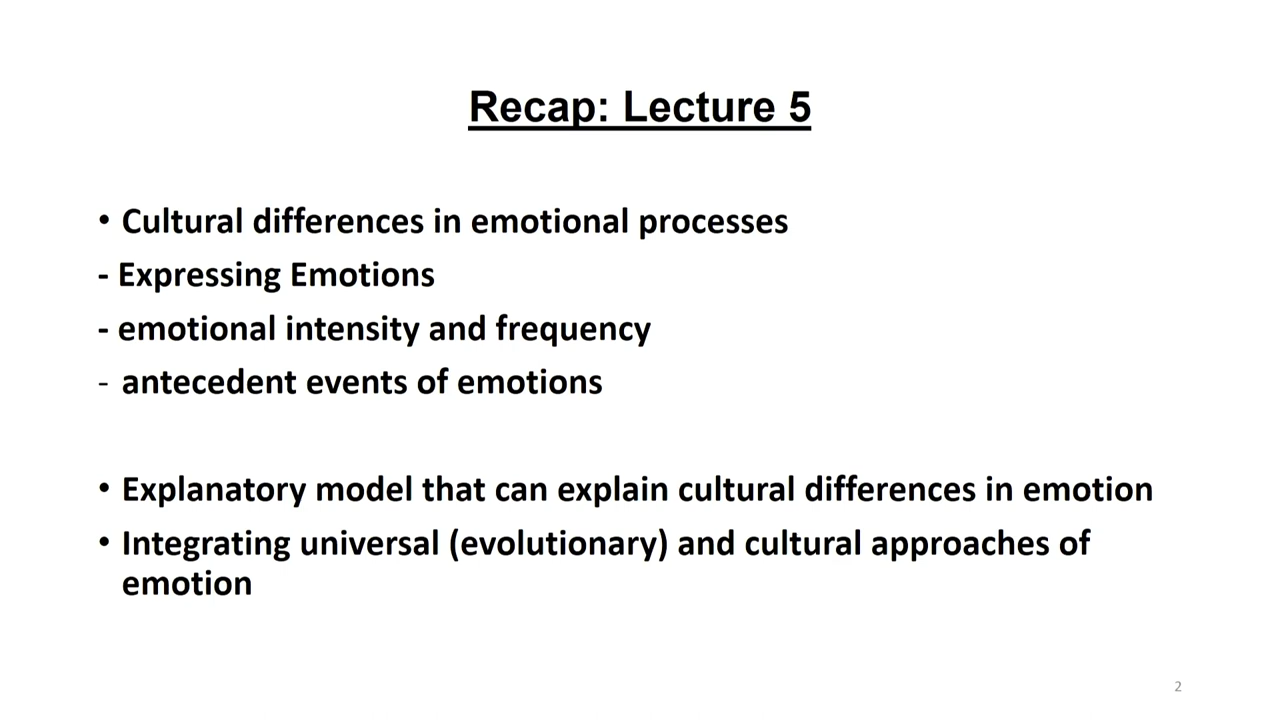 Recap: Lecture 5
• Cultural differences in emotional processes
- Expressing Emotions
- emotional intensity and frequency
- antecedent events of emotions
• Explanatory model that can explain cultural differences in emotion
• Integrating universal (evolutionary) and cultural approaches of
emotion
2